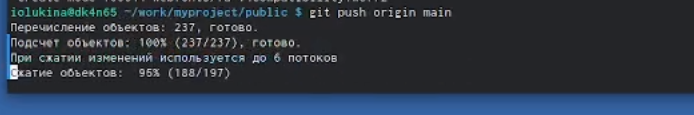 iolukina@dk4n65 ~/work/myproject/public $ git push origin main
Перечисление объектов: 237, готово.
Подсчет объектов: 100% (237/237), готово.
При сжатии изменений используется до 6 потоков
Сжатие объектов:  95% (188/197)